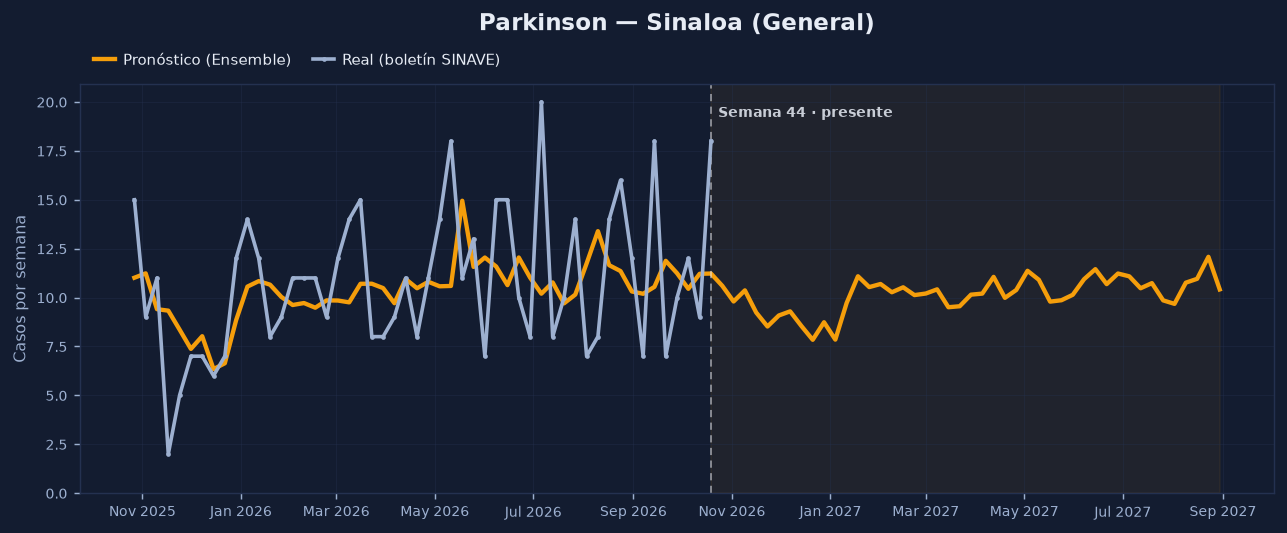 Parkinson — Sinaloa (General)
Pronóstico (Ensemble)
Real (boletín SINAVE)
Semana 44 · presente
Casos por semana
20.0
17.5
15.0
12.5
10.0
7.5
5.0
2.5
0.0
Nov 2025
Jan 2026
Mar 2026
May 2026
Jul 2026
Sep 2026
Nov 2026
Jan 2027
Mar 2027
May 2027
Jul 2027
Sep 2027